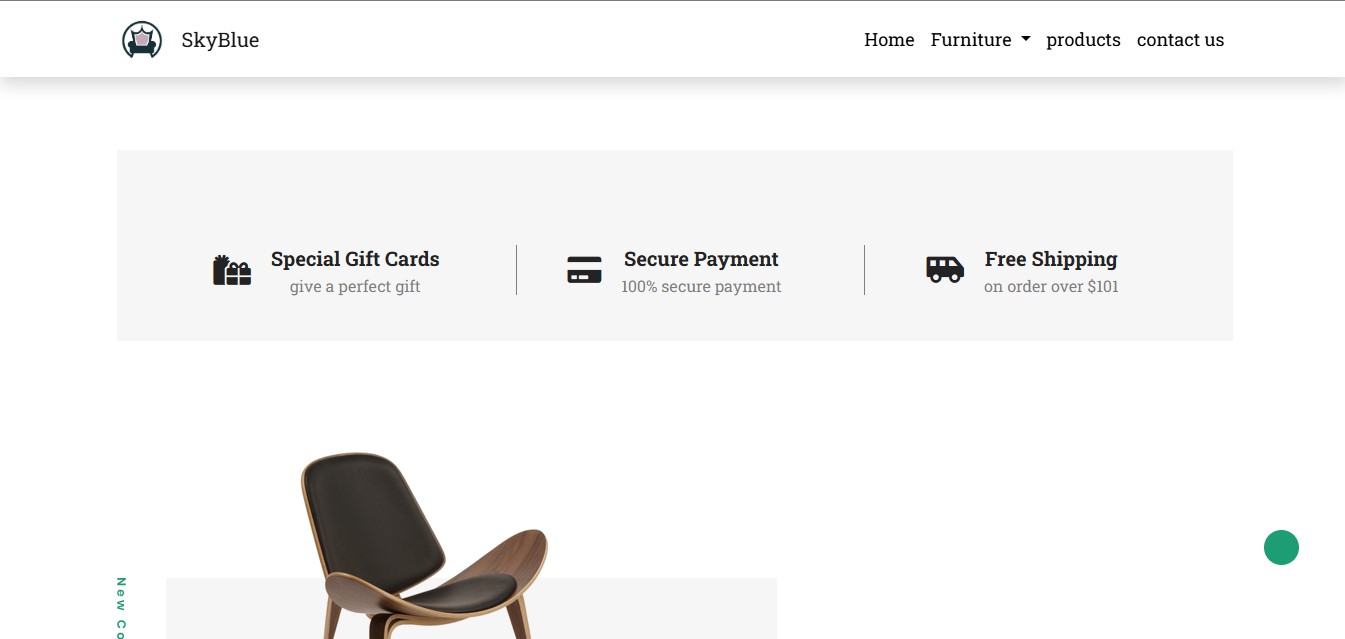 SkyBlue
Home Furniture products contact us
Special Gift Cards
give a perfect gift
Secure Payment
100% secure payment
Free Shipping
on order over $101
New